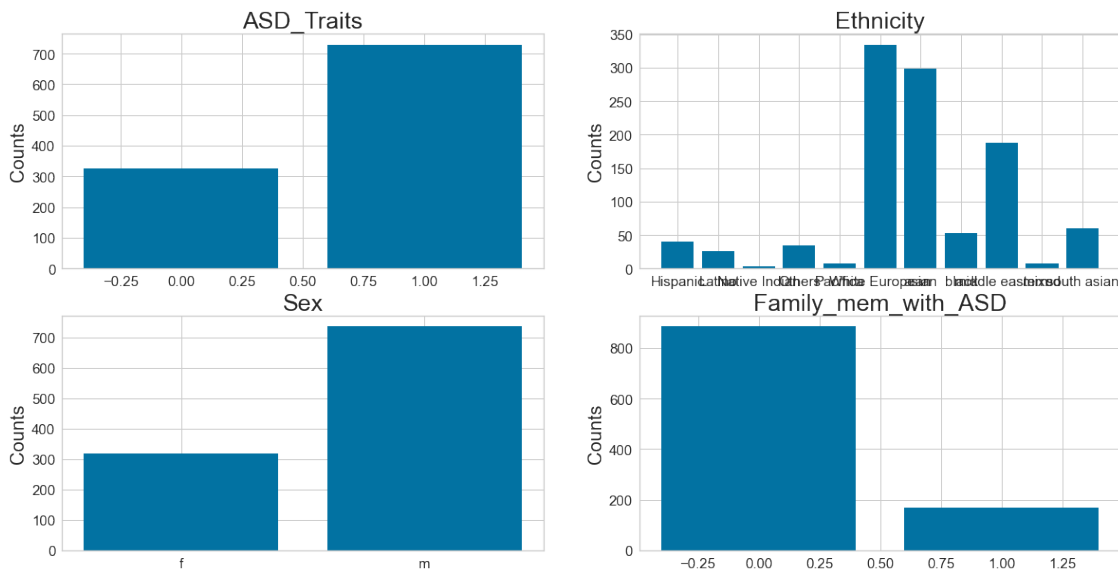 ASD_Traits
Counts
700
600
500
400
300
200
100
0
−0.25 0.00 0.25 0.50 0.75 1.00 1.25
Ethnicity
Counts
350
300
250
200
150
100
50
0
Hispanic Latino Native Indian Others Pacifica White European asian black middle eastern mixed south asian
Sex
Counts
700
600
500
400
300
200
100
0
f m
Family_mem_with_ASD
Counts
800
600
400
200
0
−0.25 0.00 0.25 0.50 0.75 1.00 1.25